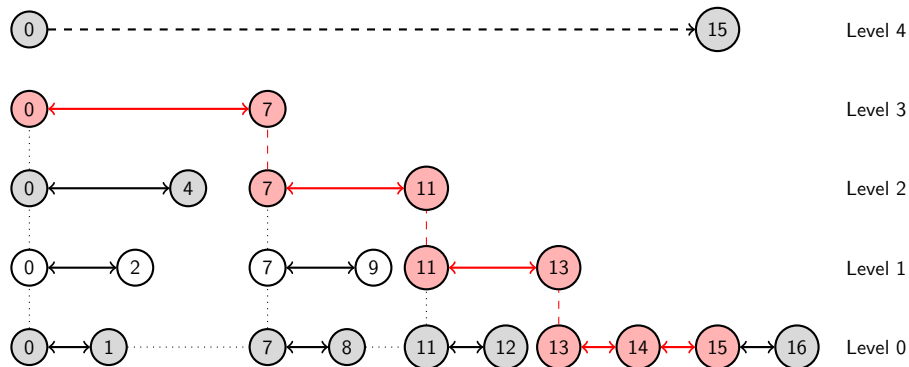 0 15 Level 4
0 7 Level 3
0 4 7 11 Level 2
0 2 7 9 11 13 Level 1
0 1 7 8 11 12 13 14 15 16 Level 0